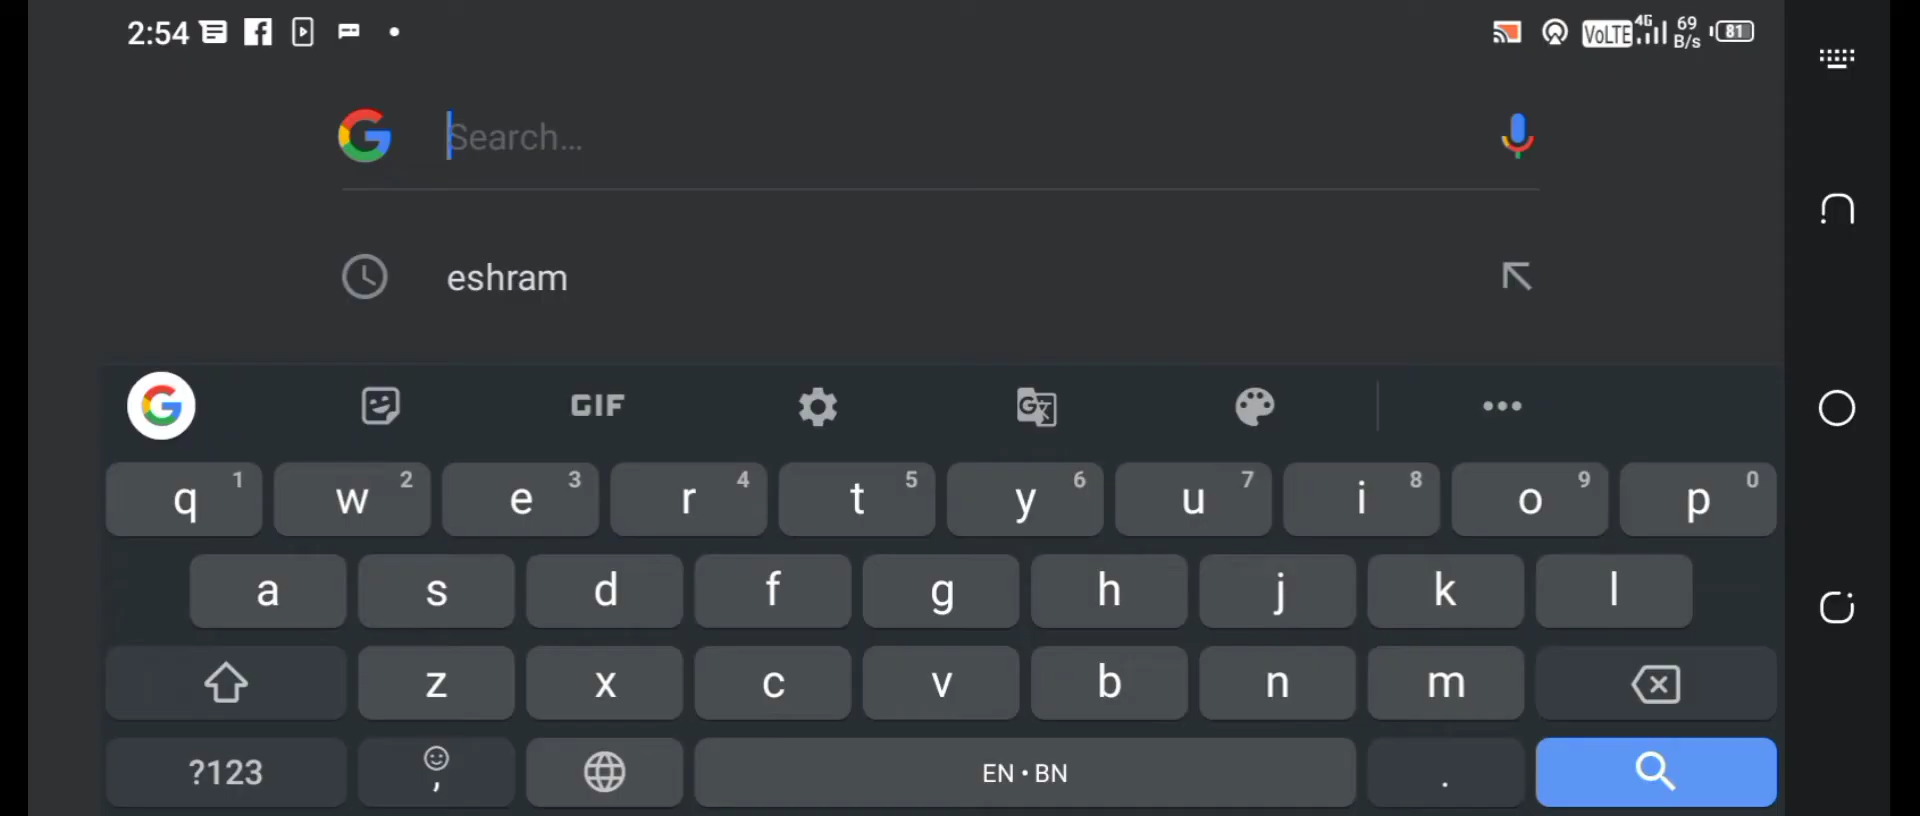 2:54 VoLTE 4G 69 B/s 81
Search...
eshram
GIF
q 1 w 2 e 3 r 4 t 5 y 6 u 7 i 8 o 9 p 0
a s d f g h j k l
z x c v b n m
?123 , EN • BN .